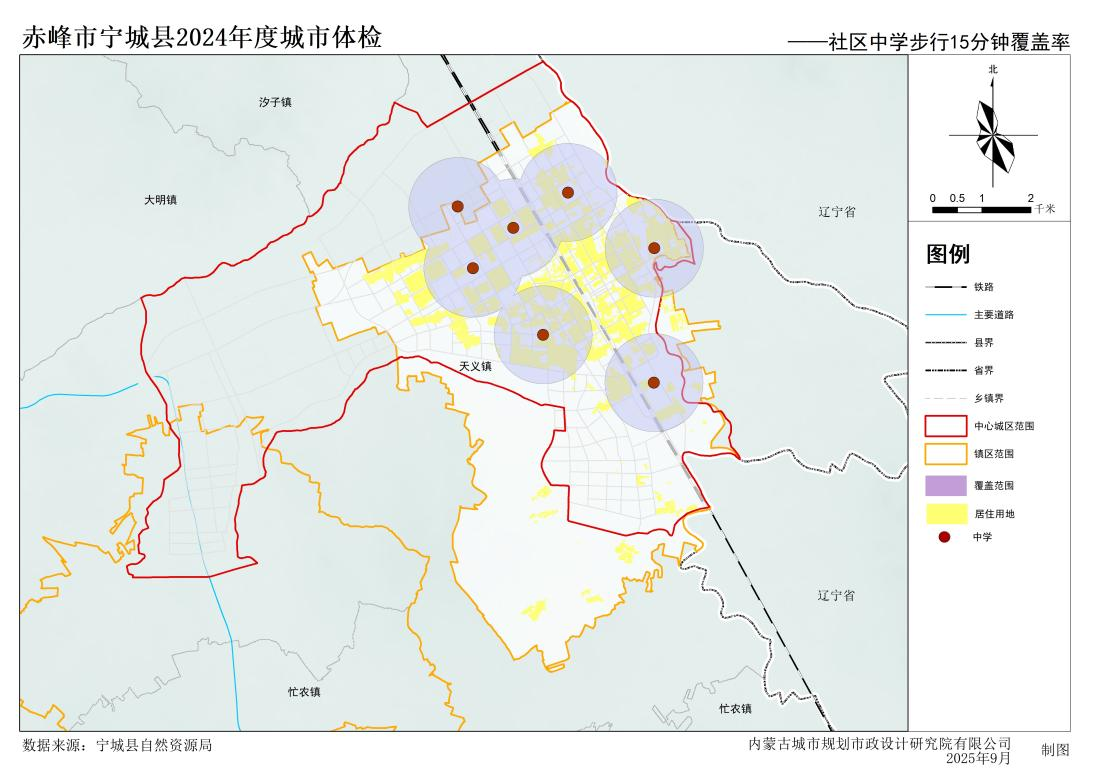 赤峰市宁城县2024年度城市体检
——社区中学步行15分钟覆盖率
汐子镇
大明镇
辽宁省
天义镇
辽宁省
忙农镇
忙农镇
北
0 0.5 1 2
千米
图例
铁路
主要道路
县界
省界
乡镇界
中心城区范围
镇区范围
覆盖范围
居住用地
中学
数据来源：宁城县自然资源局
内蒙古城市规划市政设计研究院有限公司
2025年9月
制图